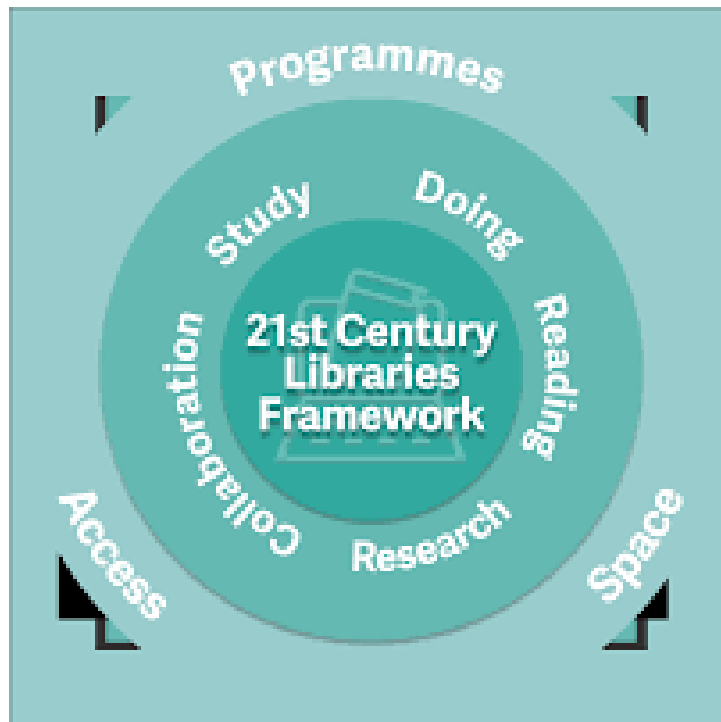 Programmes
Study
Doing
21st Century
Libraries
Framework
Reading
Collaboration
Research
Access
Space